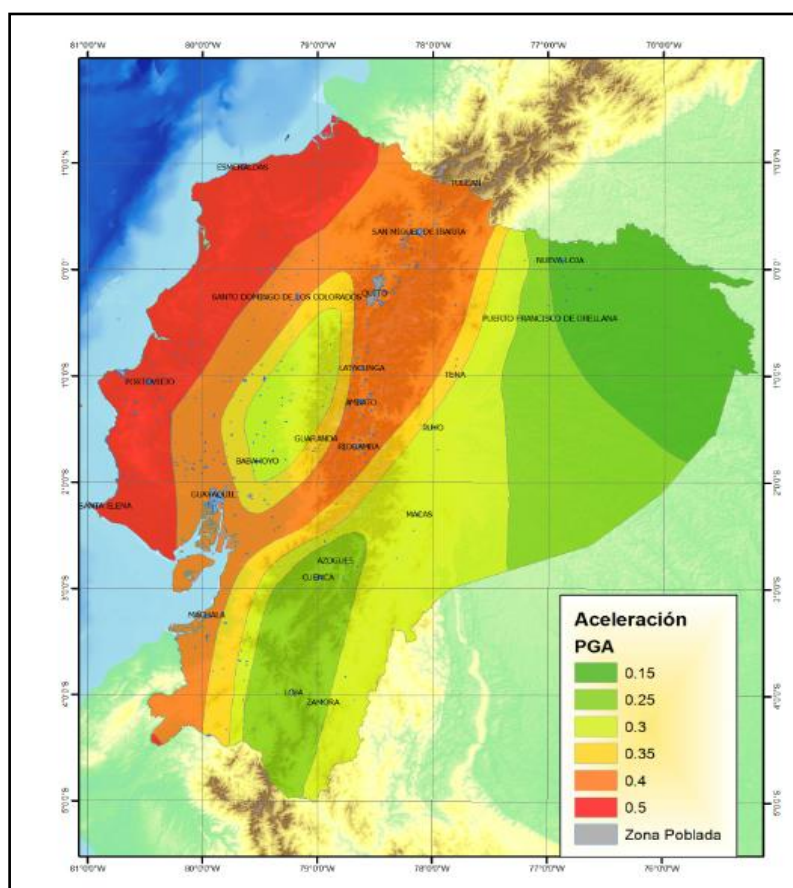 81°0'0"W 80°0'0"W 79°0'0"W 78°0'0"W 77°0'0"W 76°0'0"W
1°0'0"N 1°0'0"N
ESMERALDAS
TULCAN
SAN MIGUEL DE IBARRA
NUEVA LOJA
0°0'0" 0°0'0"
SANTO DOMINGO DE LOS COLORADOS
QUITO
PUERTO FRANCISCO DE ORELLANA
LATACUNGA
TENA
1°0'0"S 1°0'0"S
PORTOVIEJO
AMBATO
PUYO
GUARANDA
RIOBAMBA
BABAHOYO
2°0'0"S 2°0'0"S
GUAYAQUIL
SANTA ELENA
MACAS
AZOGUES
CUENCA
3°0'0"S 3°0'0"S
MACHALA
LOJA
ZAMORA
4°0'0"S 4°0'0"S
5°0'0"S 5°0'0"S
Aceleración
PGA
0.15
0.25
0.3
0.35
0.4
0.5
Zona Poblada
81°0'0"W 80°0'0"W 79°0'0"W 78°0'0"W 77°0'0"W 76°0'0"W